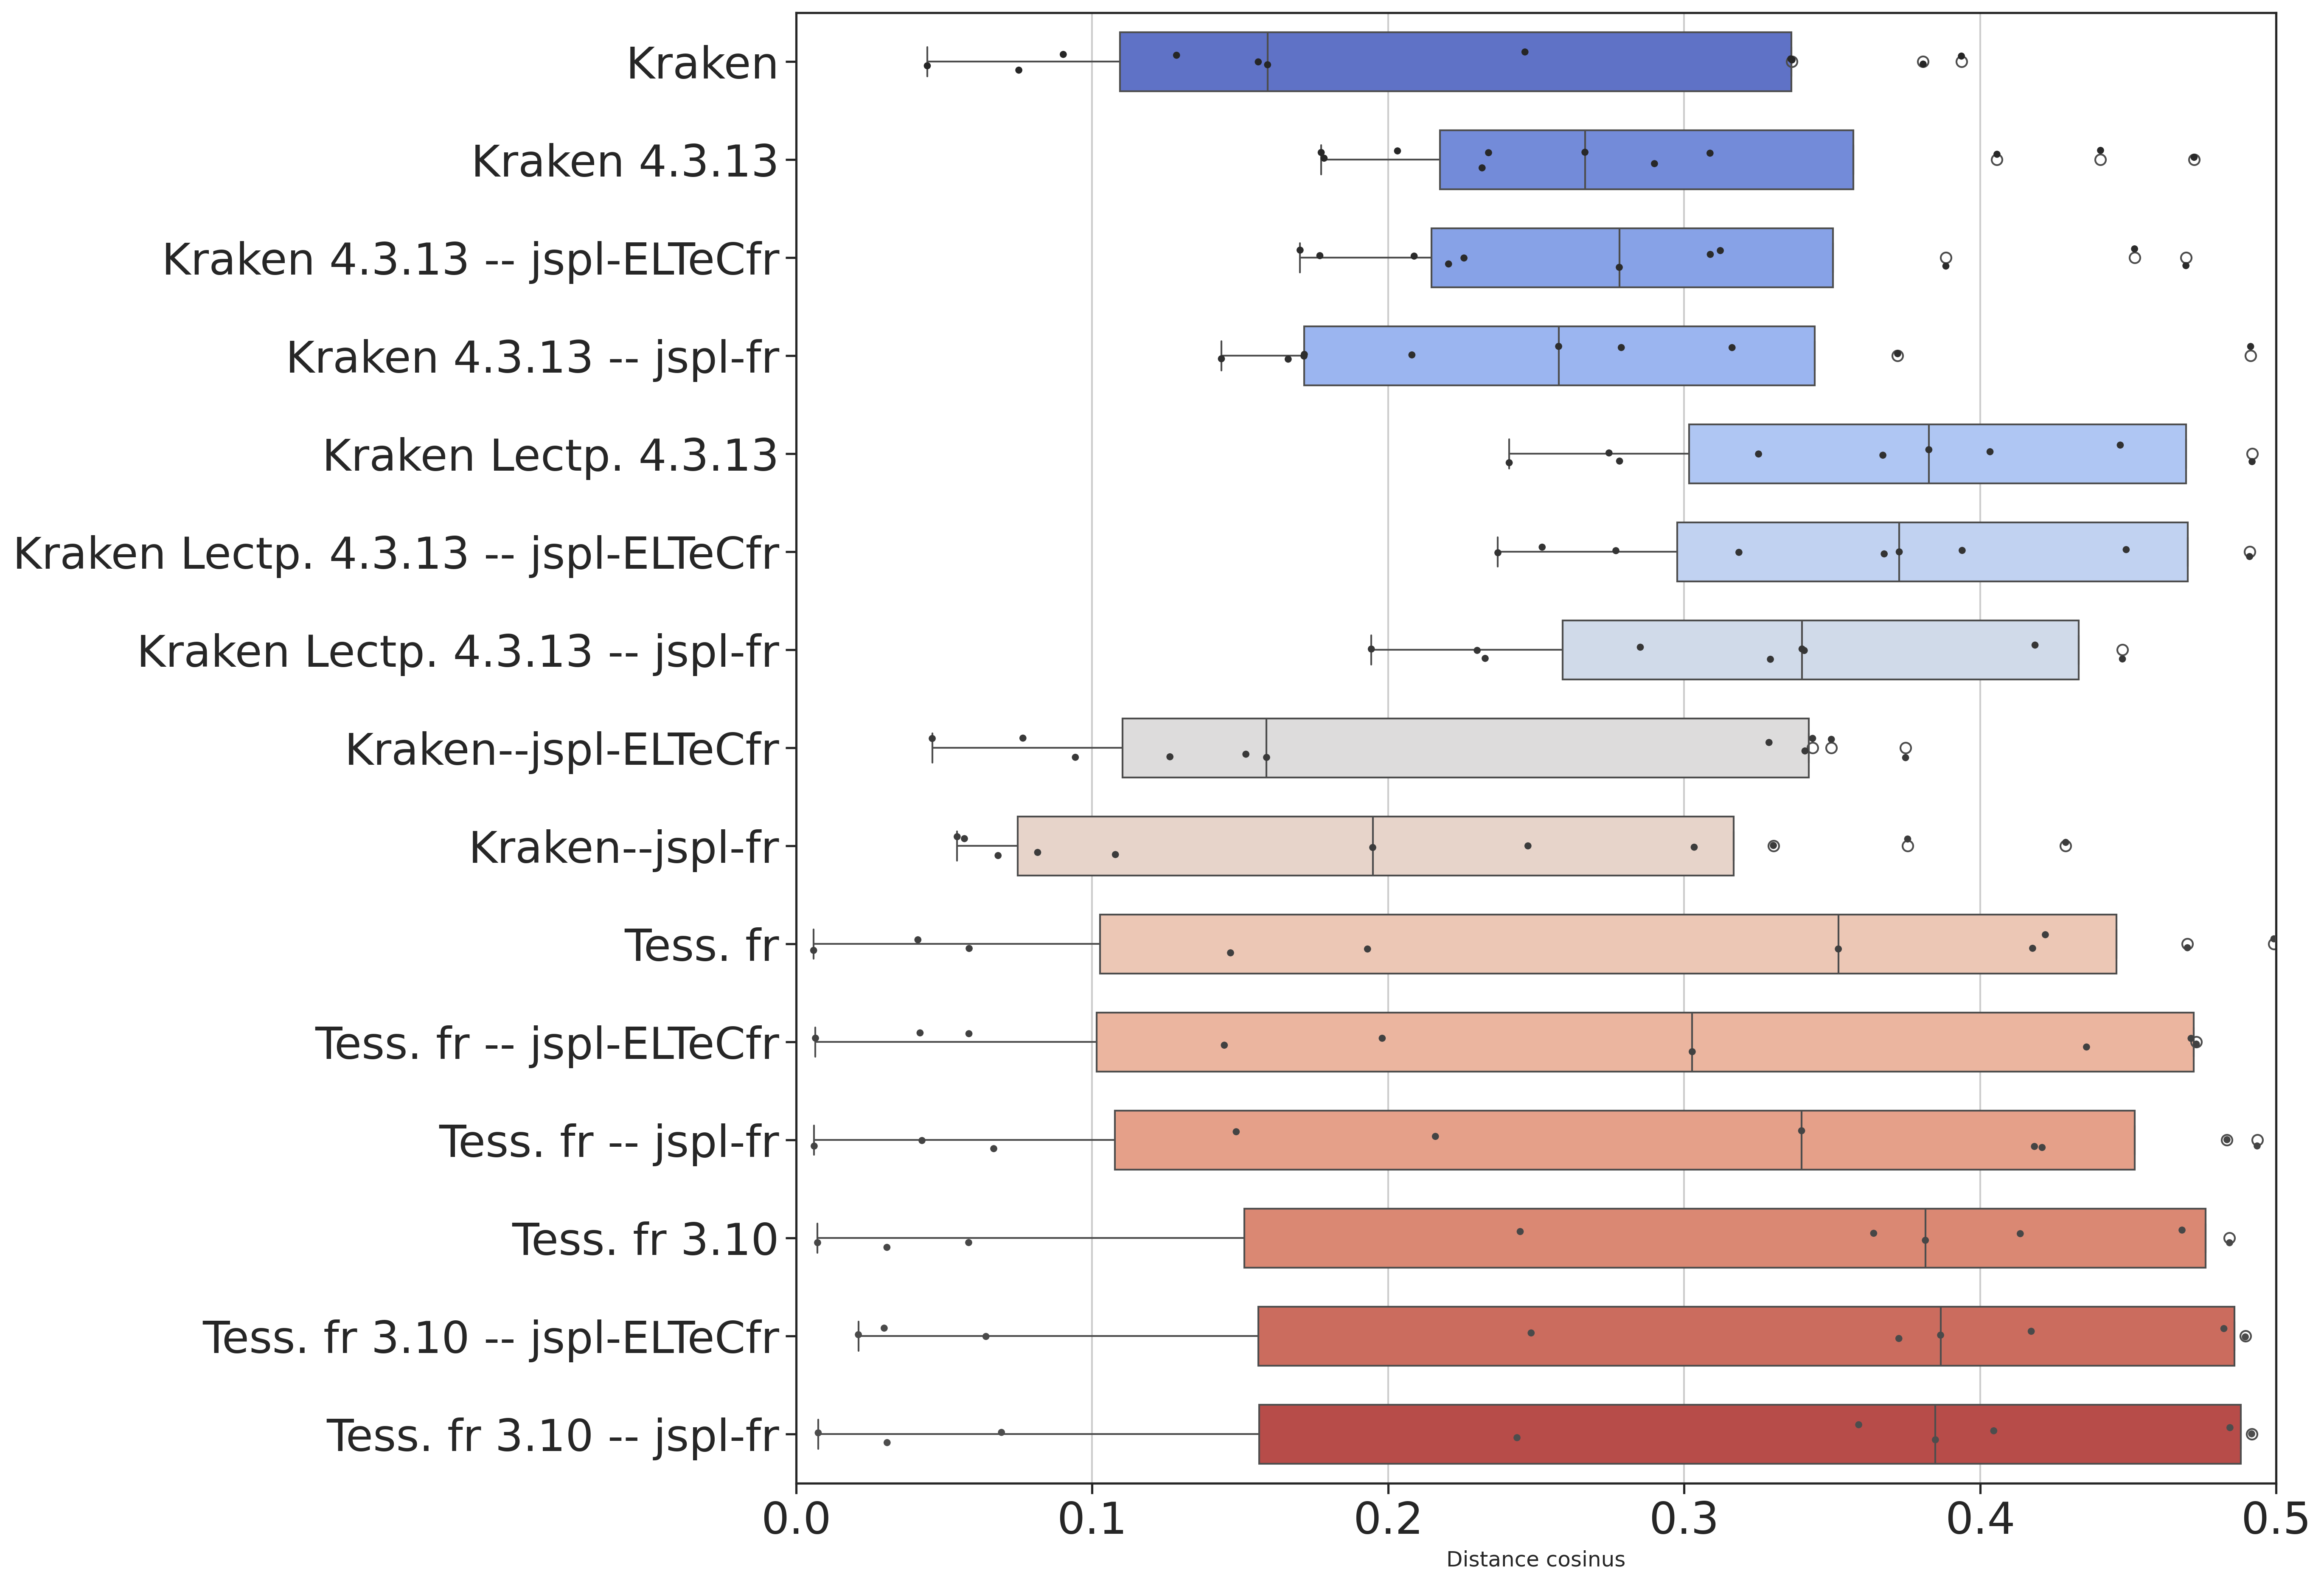 Kraken
Kraken 4.3.13
Kraken 4.3.13 -- jspl-ELTeCfr
Kraken 4.3.13 -- jspl-fr
Kraken Lectp. 4.3.13
Kraken Lectp. 4.3.13 -- jspl-ELTeCfr
Kraken Lectp. 4.3.13 -- jspl-fr
Kraken--jspl-ELTeCfr
Kraken--jspl-fr
Tess. fr
Tess. fr -- jspl-ELTeCfr
Tess. fr -- jspl-fr
Tess. fr 3.10
Tess. fr 3.10 -- jspl-ELTeCfr
Tess. fr 3.10 -- jspl-fr
0.0 0.1 0.2 0.3 0.4 0.5
Distance cosinus